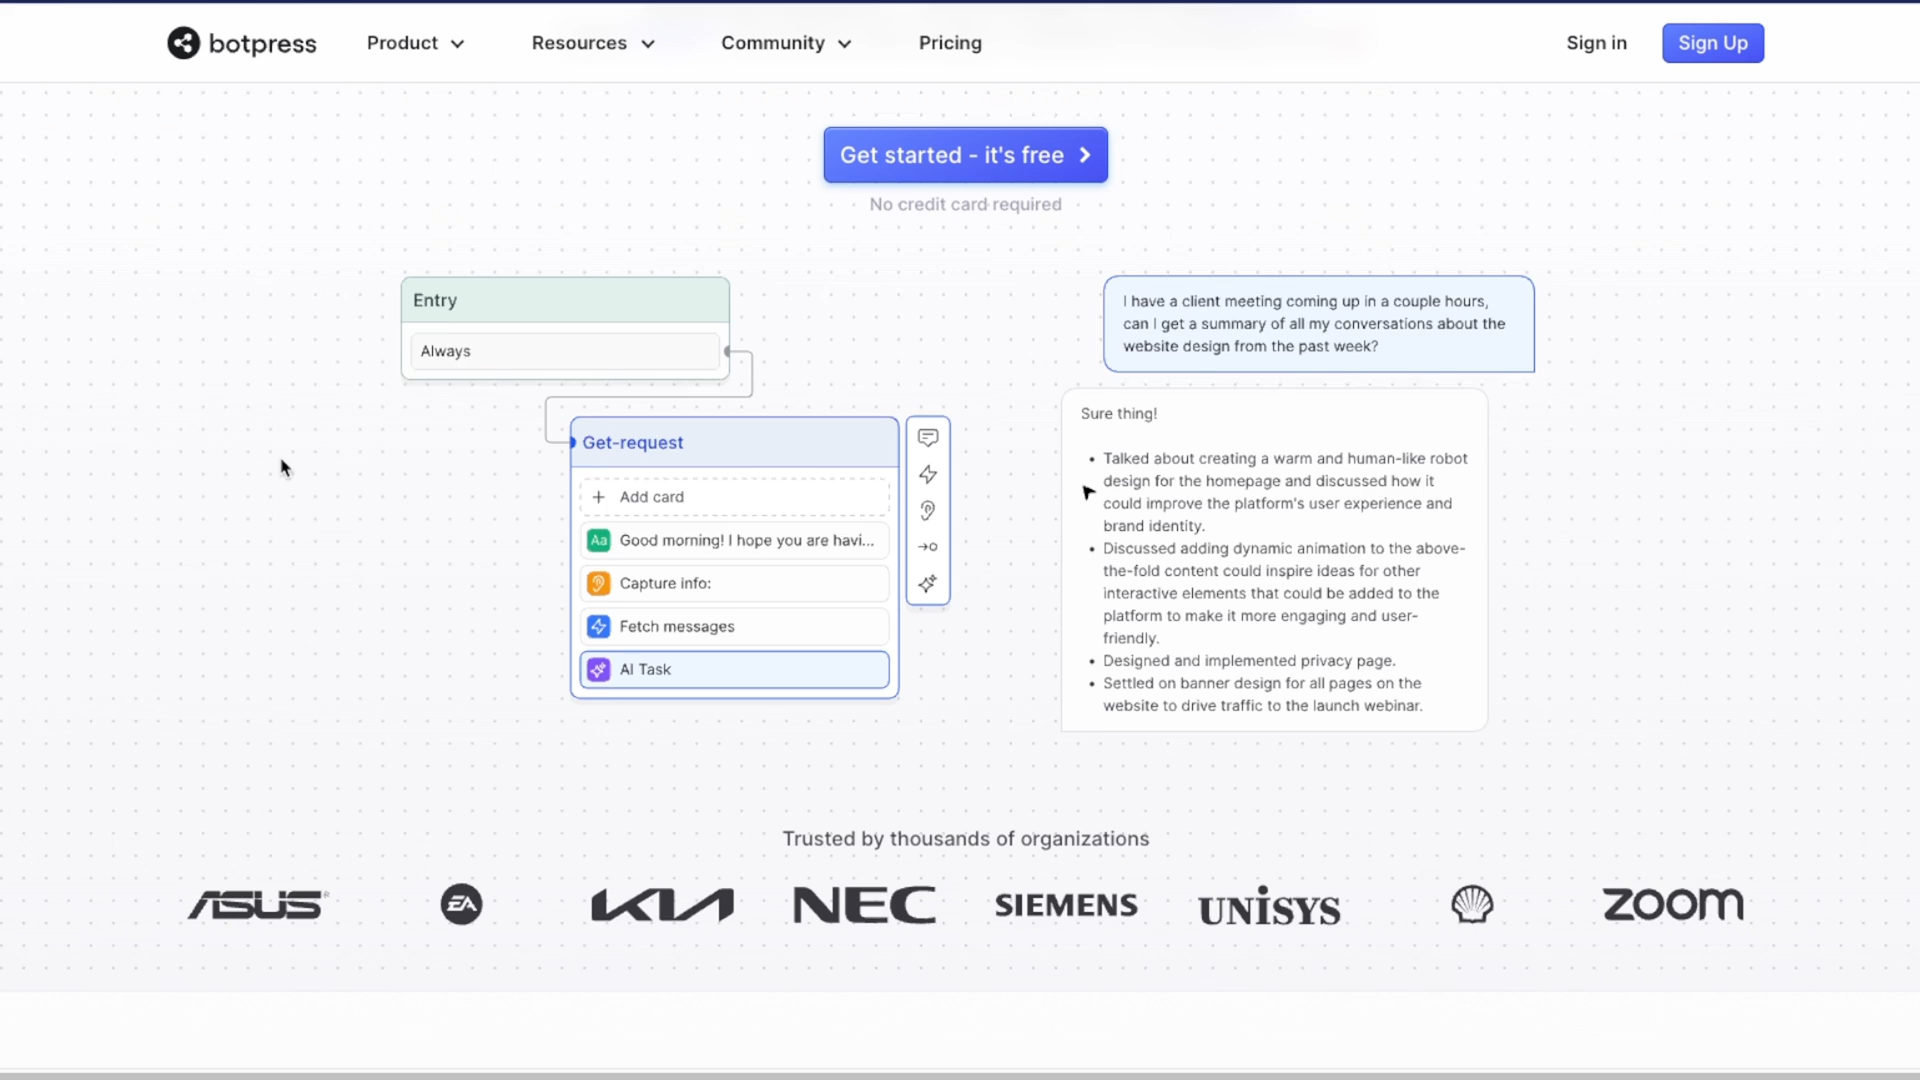 botpress
Product
Resources
Community
Pricing
Sign in
Sign Up
Get started - it's free
No credit card required
Entry
Always
Get-request
+ Add card
Aa Good morning! I hope you are havi...
Capture info:
Fetch messages
AI Task
I have a client meeting coming up in a couple hours,
can I get a summary of all my conversations about the
website design from the past week?
Sure thing!
• Talked about creating a warm and human-like robot
design for the homepage and discussed how it
could improve the platform's user experience and
brand identity.
• Discussed adding dynamic animation to the above-
the-fold content could inspire ideas for other
interactive elements that could be added to the
platform to make it more engaging and user-
friendly.
• Designed and implemented privacy page.
• Settled on banner design for all pages on the
website to drive traffic to the launch webinar.
Trusted by thousands of organizations
ASUS®
EA
KIA
NEC
SIEMENS
UNISYS
zoom